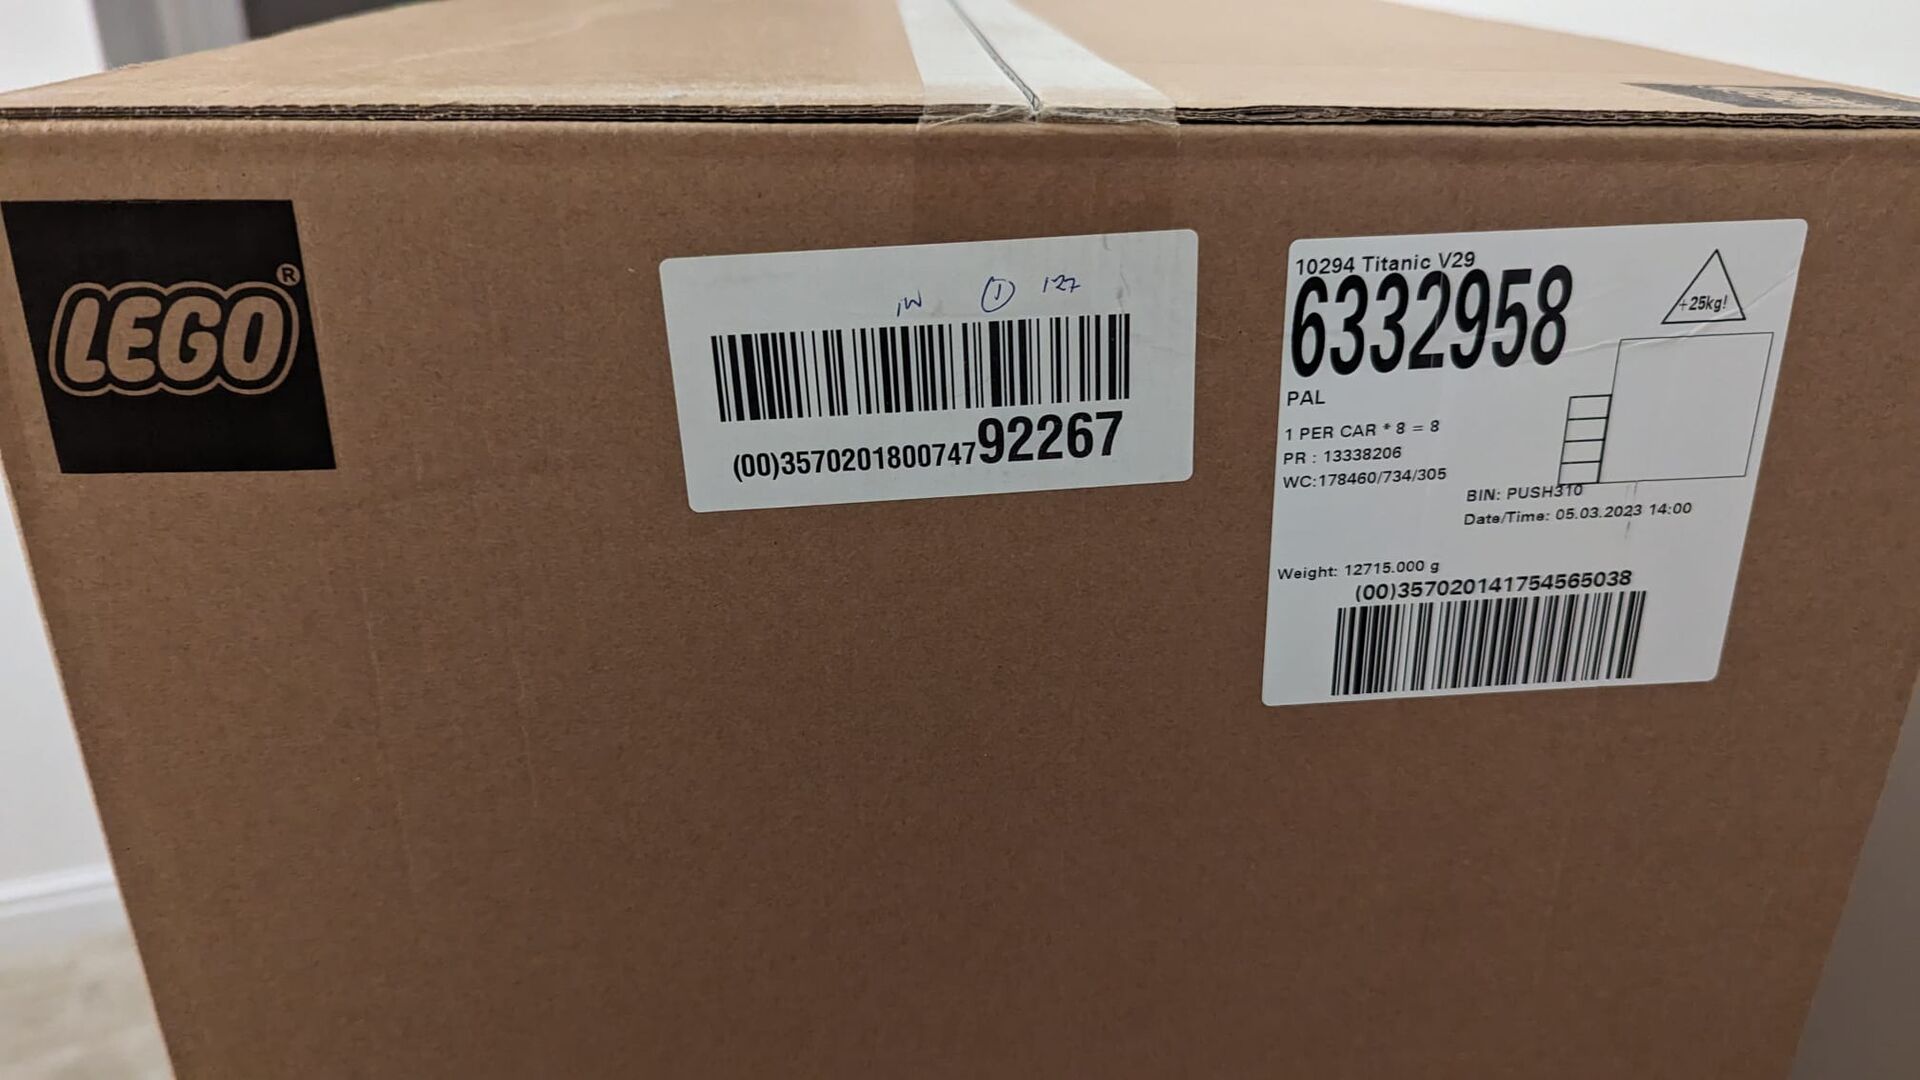 LEGO®
IW ① 127
(00)357020180074792267
10294 Titanic V29
6332958
+25kg!
PAL
1 PER CAR * 8 = 8
PR : 13338206
WC:178460/734/305
BIN: PUSH310
Date/Time: 05.03.2023 14:00
Weight: 12715.000 g
(00)357020141754565038